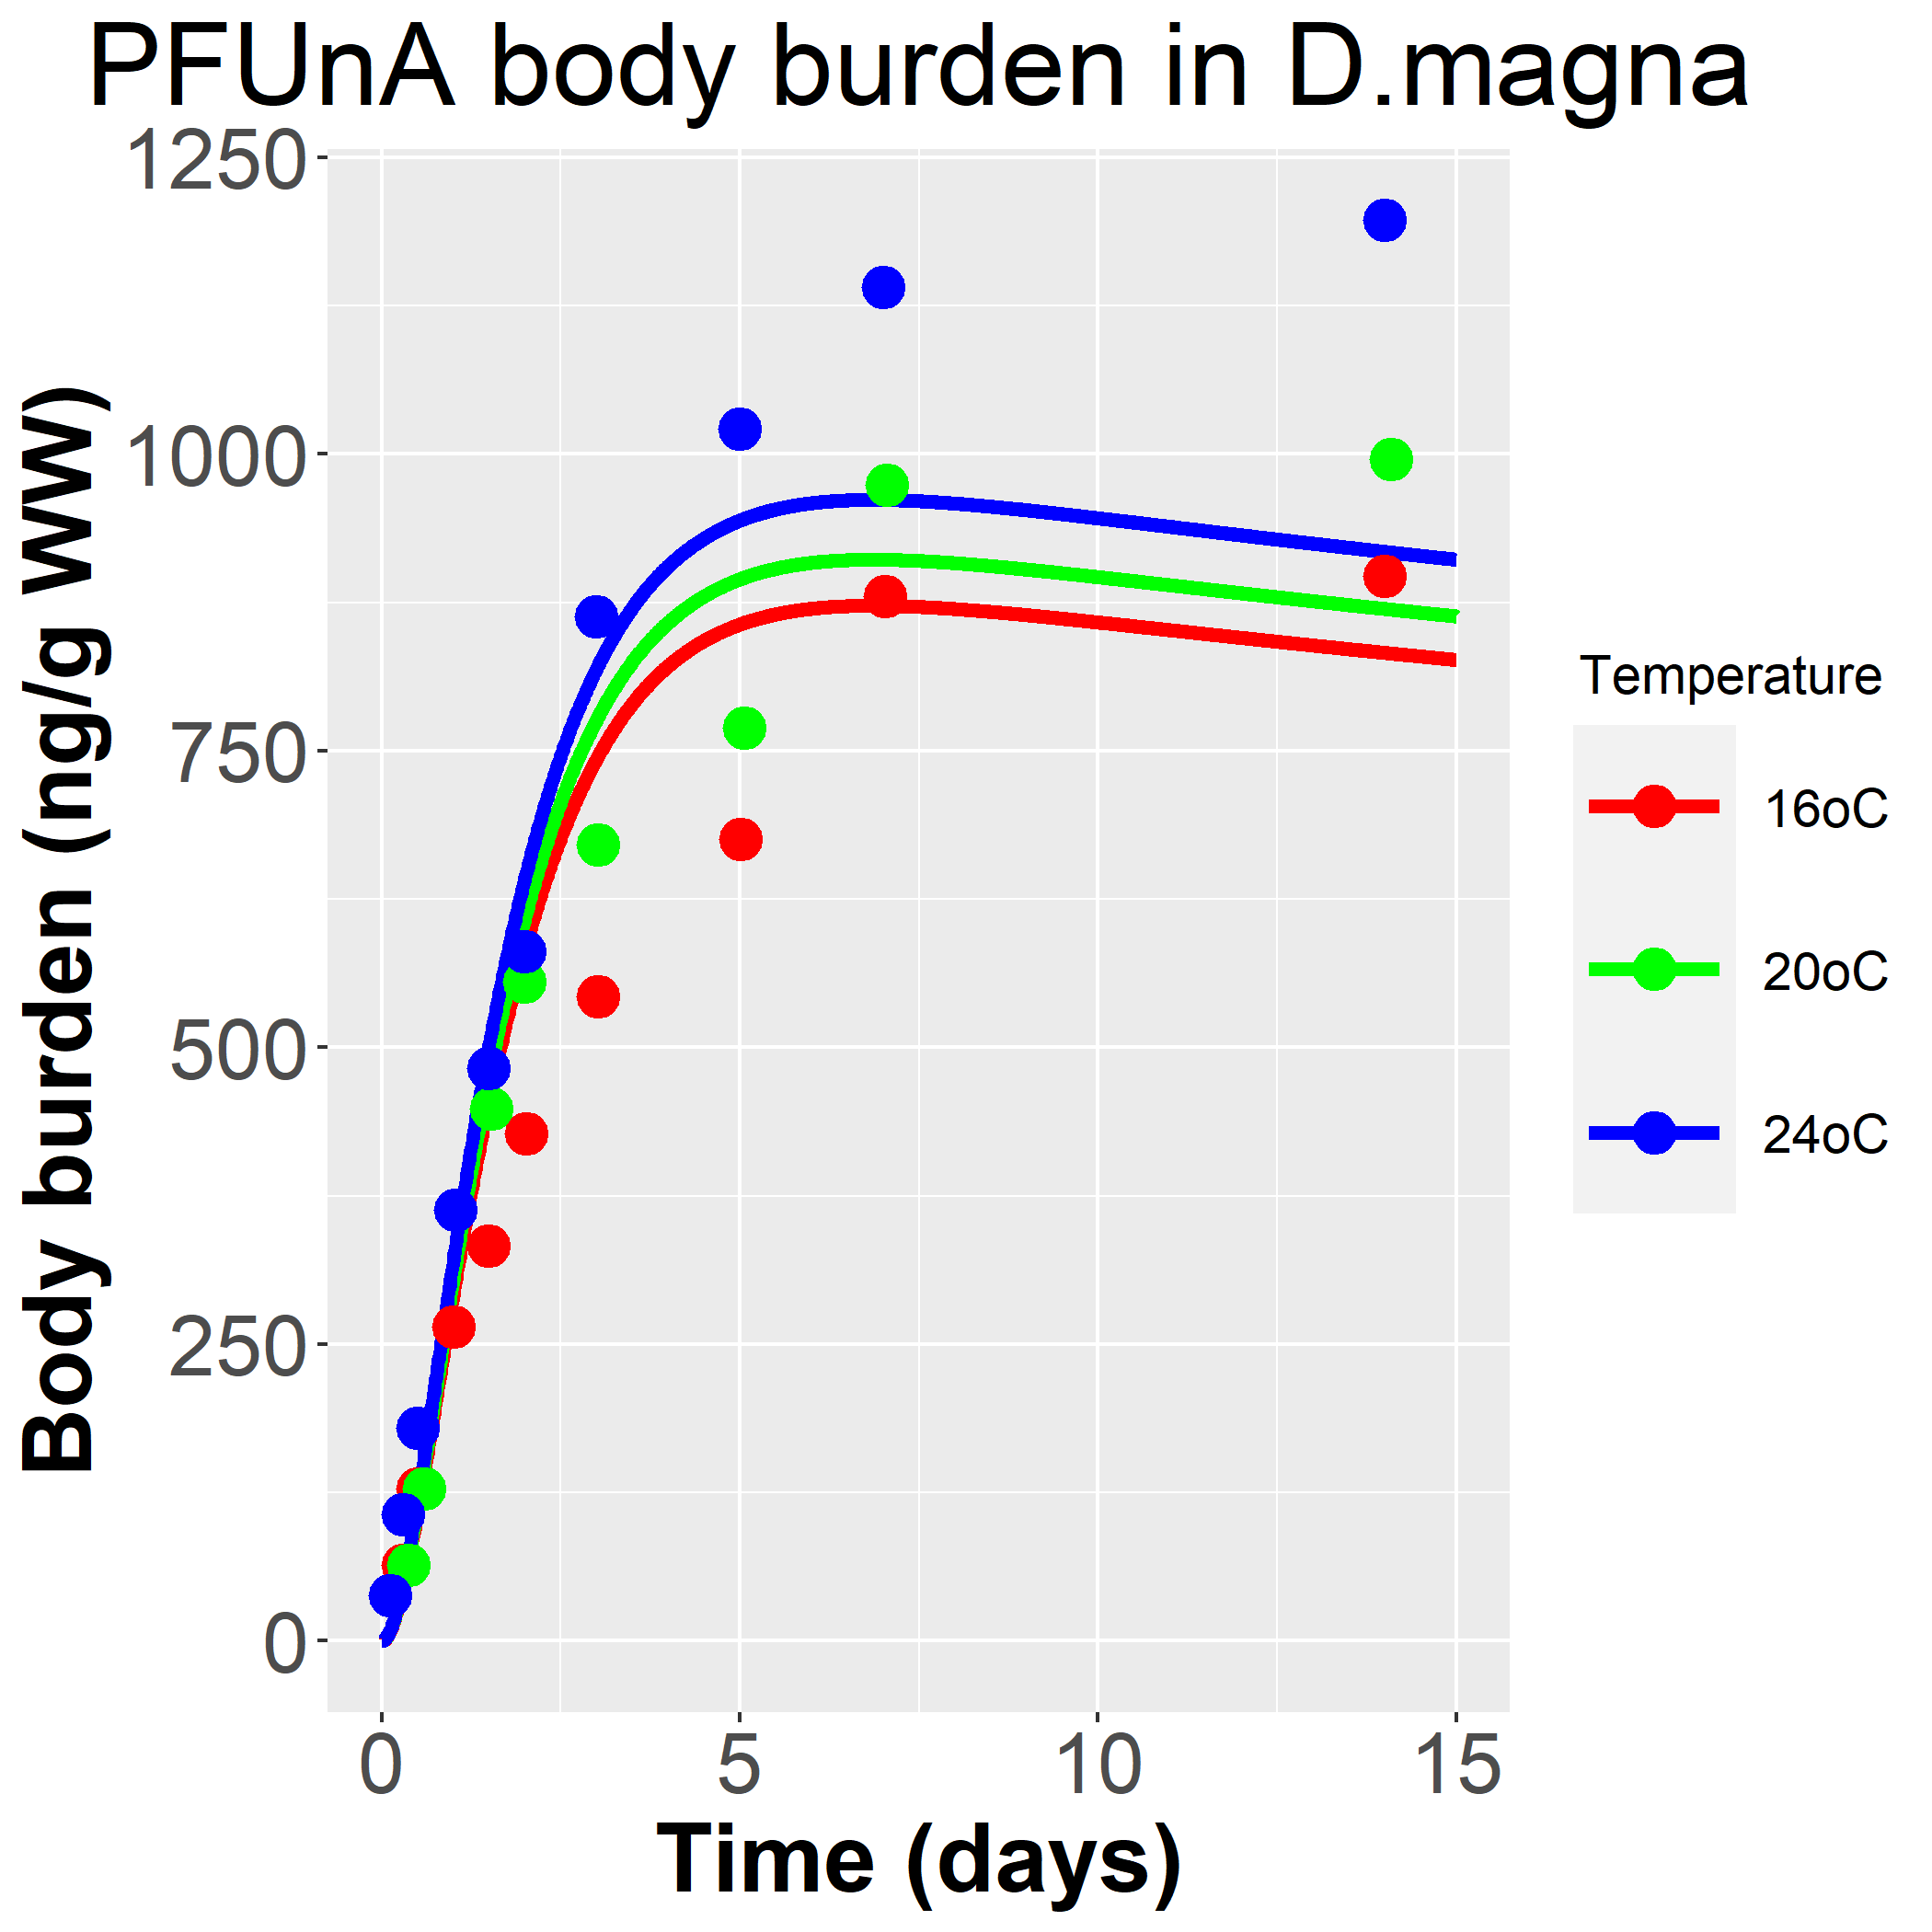 PFUnA body burden in D.magna
Body burden (ng/g WW)
1250
1000
750
500
250
0
0 5 10 15
Time (days)
Temperature
16oC
20oC
24oC